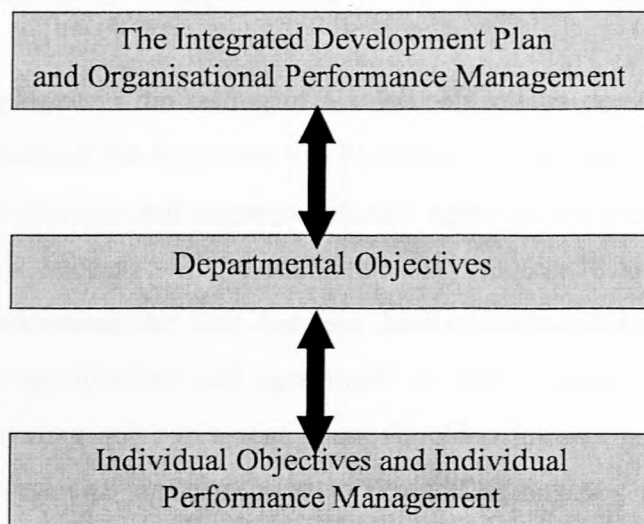 The Integrated Development Plan
and Organisational Performance Management
Departmental Objectives
Individual Objectives and Individual
Performance Management